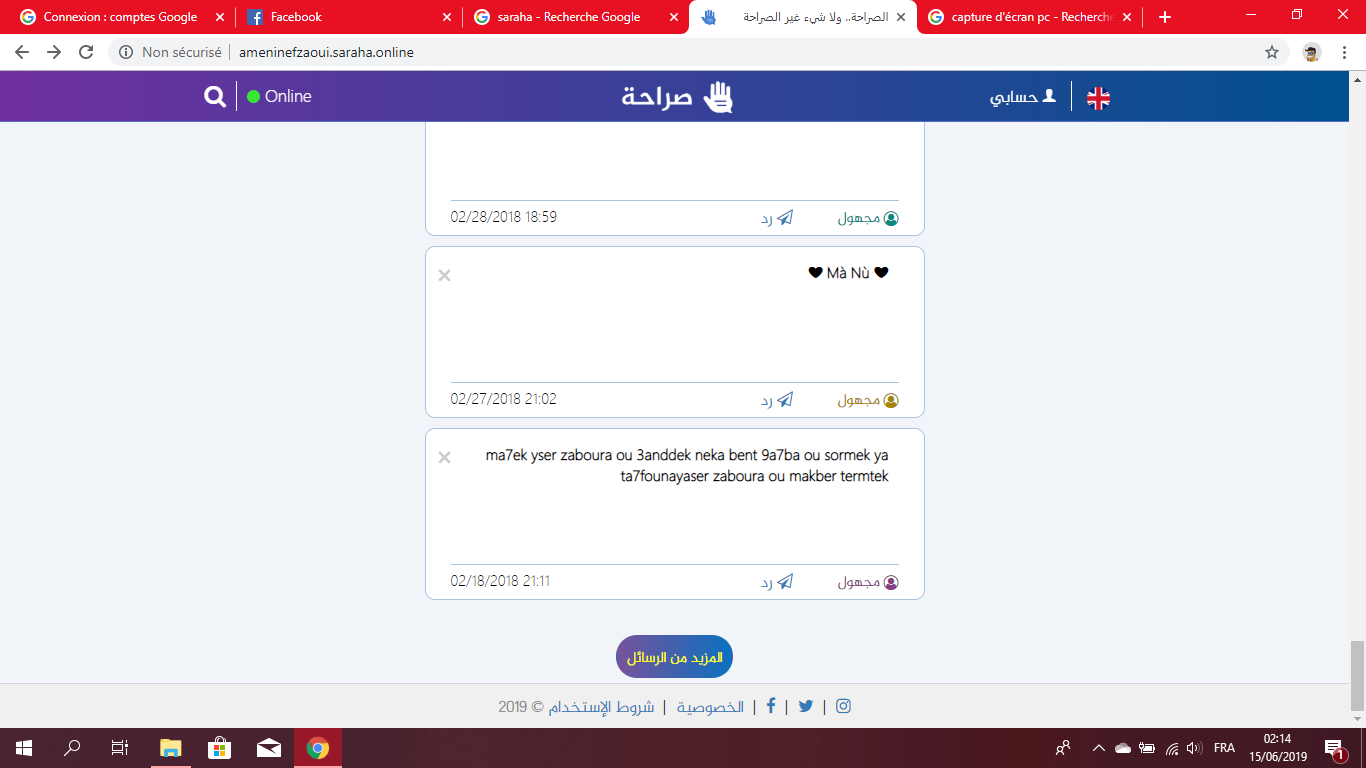 Connexion : comptes Google
Facebook
saraha - Recherche Google
الصراحة.. ولا شيء غير الصراحة
capture d'écran pc - Recherche
Non sécurisé
ameninefzaoui.saraha.online
Online
صراحة
حسابي
02/28/2018 18:59 رد مجهول
♥ Mà Nù ♥
02/27/2018 21:02 رد مجهول
ma7ek yser zaboura ou 3anddek neka bent 9a7ba ou sormek ya
ta7founayaser zaboura ou makber termtek
02/18/2018 21:11 رد مجهول
المزيد من الرسائل
2019 © شروط الإستخدام | الخصوصية | | |
FRA
02:14
15/06/2019
1